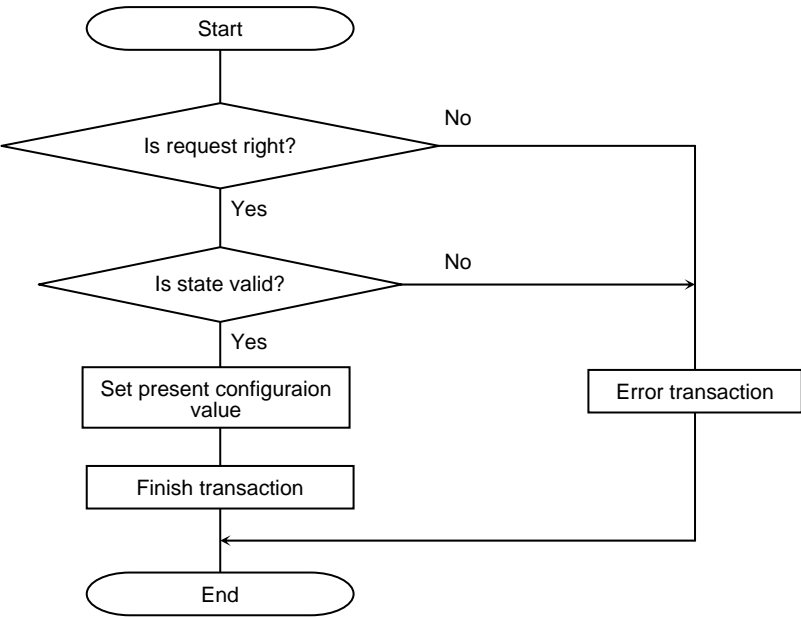 Start
No
Is request right?
Yes
No
Is state valid?
Yes
Set present configuraion
value
Error transaction
Finish transaction
End